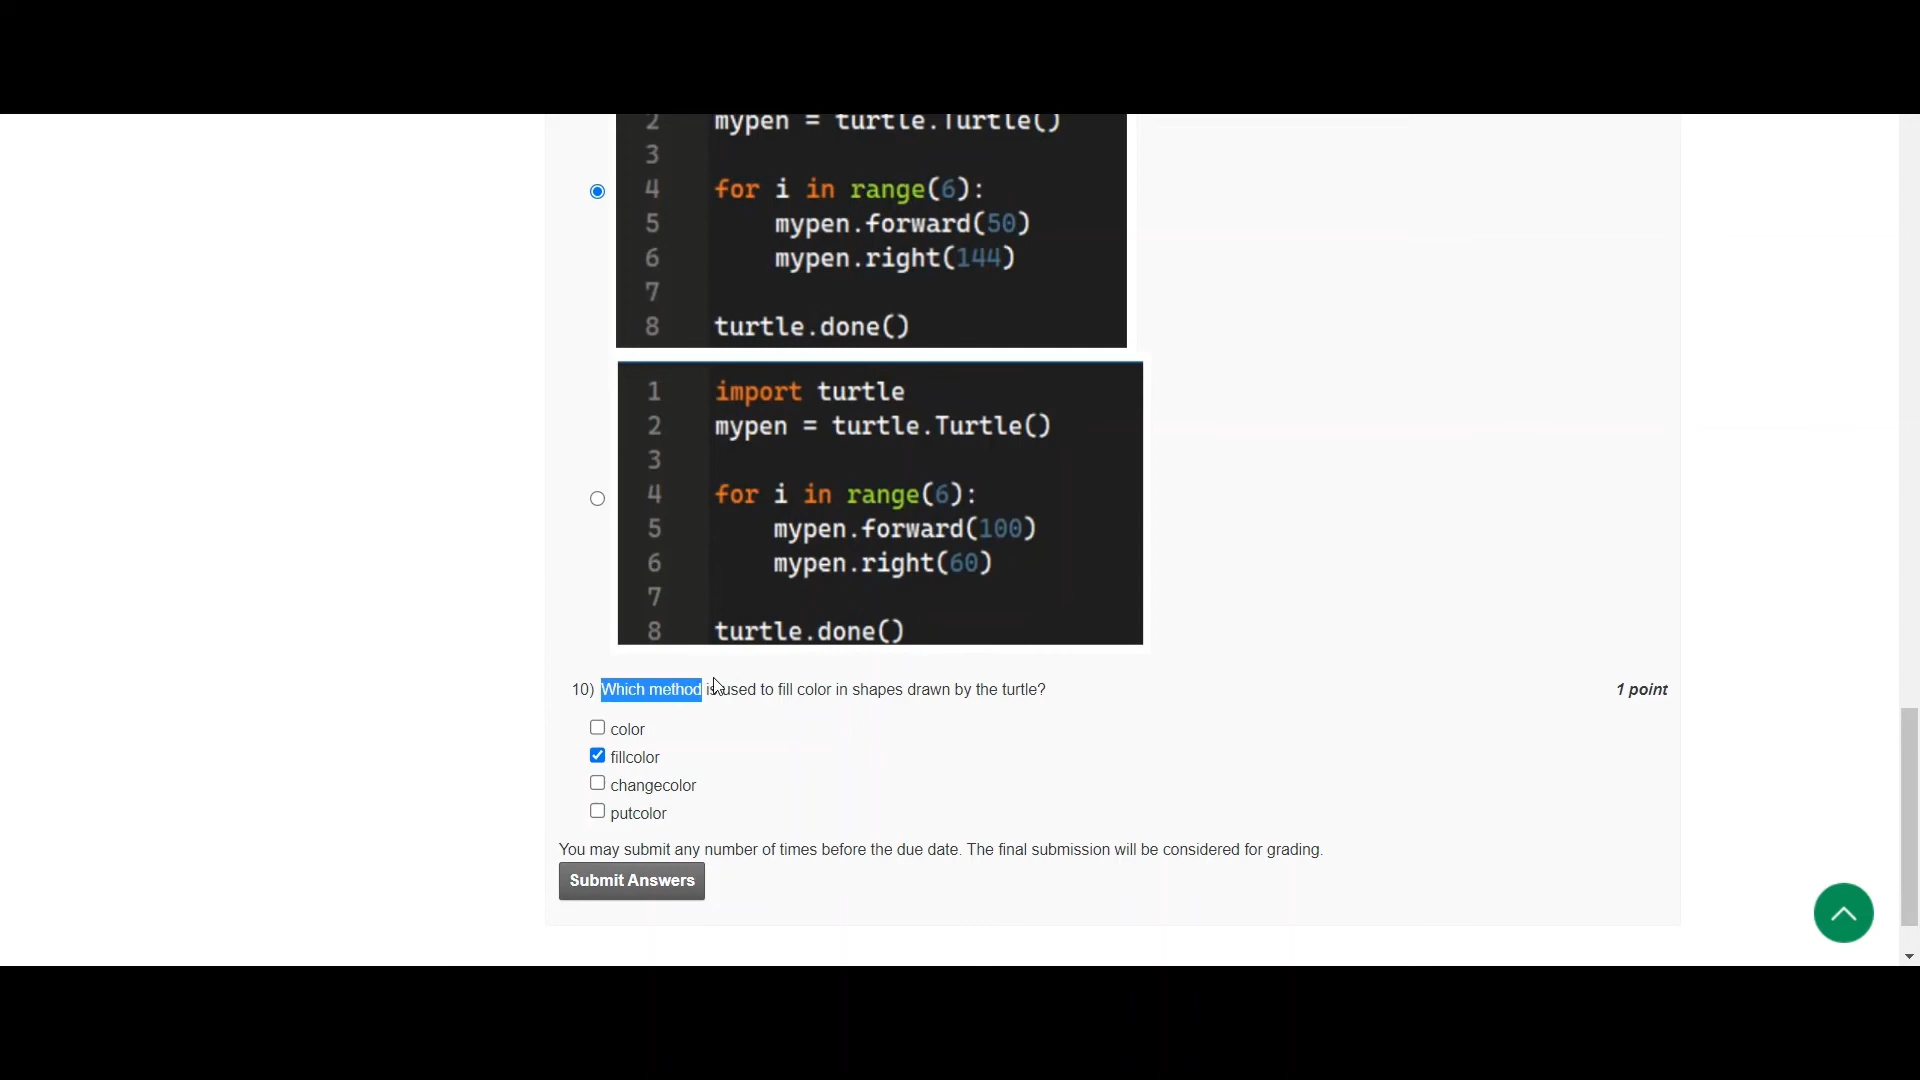 2 mypen = turtle.Turtle()
3
4 for i in range(6):
5 mypen.forward(50)
6 mypen.right(144)
7
8 turtle.done()
1 import turtle
2 mypen = turtle.Turtle()
3
4 for i in range(6):
5 mypen.forward(100)
6 mypen.right(60)
7
8 turtle.done()
10) Which method is used to fill color in shapes drawn by the turtle? 1 point
color
fillcolor
changecolor
putcolor
You may submit any number of times before the due date. The final submission will be considered for grading.
Submit Answers